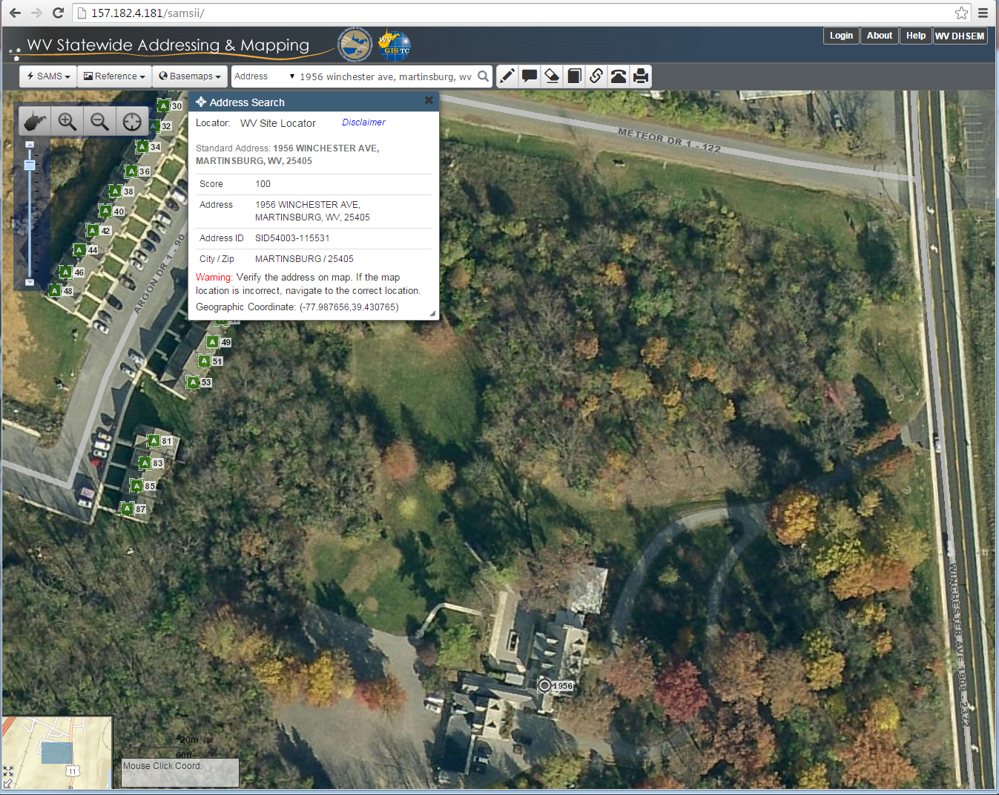 157.182.4.181/samsii/
WV Statewide Addressing & Mapping
WV
GIS TC
Login
About
Help
WV DHSEM
SAMS
Reference
Basemaps
Address
1956 winchester ave, martinsburg, wv
Address Search
Locator: WV Site Locator Disclaimer
Standard Address: 1956 WINCHESTER AVE,
MARTINSBURG, WV, 25405
Score 100
Address 1956 WINCHESTER AVE,
MARTINSBURG, WV, 25405
Address ID SID54003-115531
City / Zip MARTINSBURG / 25405
Warning: Verify the address on map. If the map
location is incorrect, navigate to the correct location.
Geographic Coordinate: (-77.987656,39.430765)
A 30
A 32
A 34
A 36
A 38
A 40
A 42
A 44
A 46
A 48
ARGON DR 1 - 90
METEOR DR 1 - 122
A 49
A 51
A 53
A 81
A 83
A 85
A 87
1956
WINCHESTER AVE 1909 - 2372
20m
60ft
Mouse Click Coord.
11